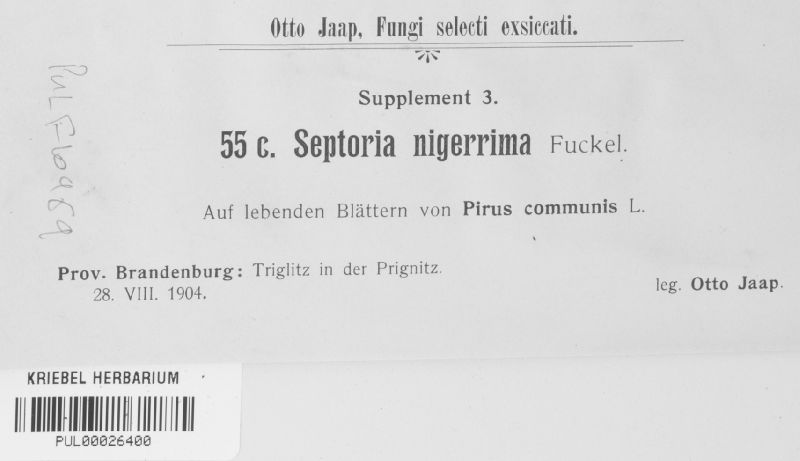 Otto Jaap, Fungi selecti exsiccati.
Supplement 3.
55 c. Septoria nigerrima Fuckel.
Auf lebenden Blättern von Pirus communis L.
Prov. Brandenburg: Triglitz in der Prignitz.
28. VIII. 1904.
leg. Otto Jaap.
PUL F6969
KRIEBEL HERBARIUM
PUL00026400